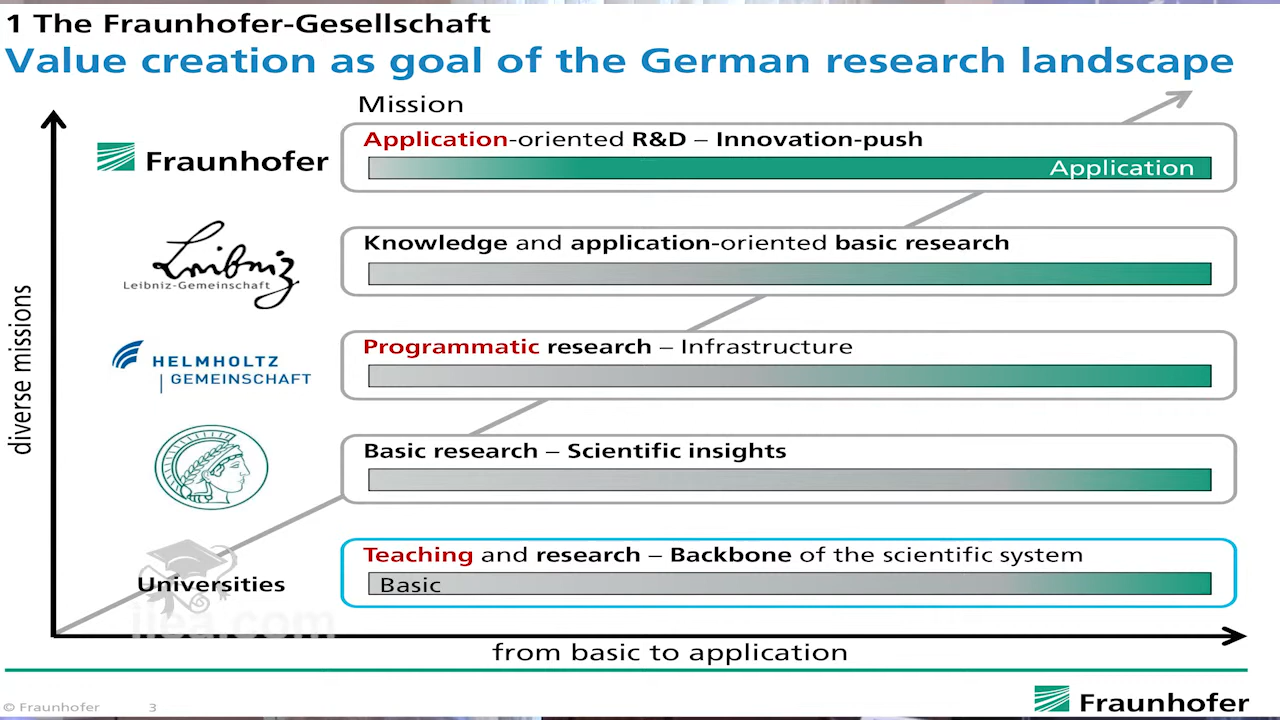 1 The Fraunhofer-Gesellschaft
Value creation as goal of the German research landscape
Mission
Fraunhofer
Application-oriented R&D – Innovation-push
Application
Leibniz
Leibniz-Gemeinschaft
Knowledge and application-oriented basic research
HELMHOLTZ
GEMEINSCHAFT
Programmatic research – Infrastructure
Basic research – Scientific insights
Universities
Teaching and research – Backbone of the scientific system
Basic
diverse missions
from basic to application
© Fraunhofer 3
Fraunhofer